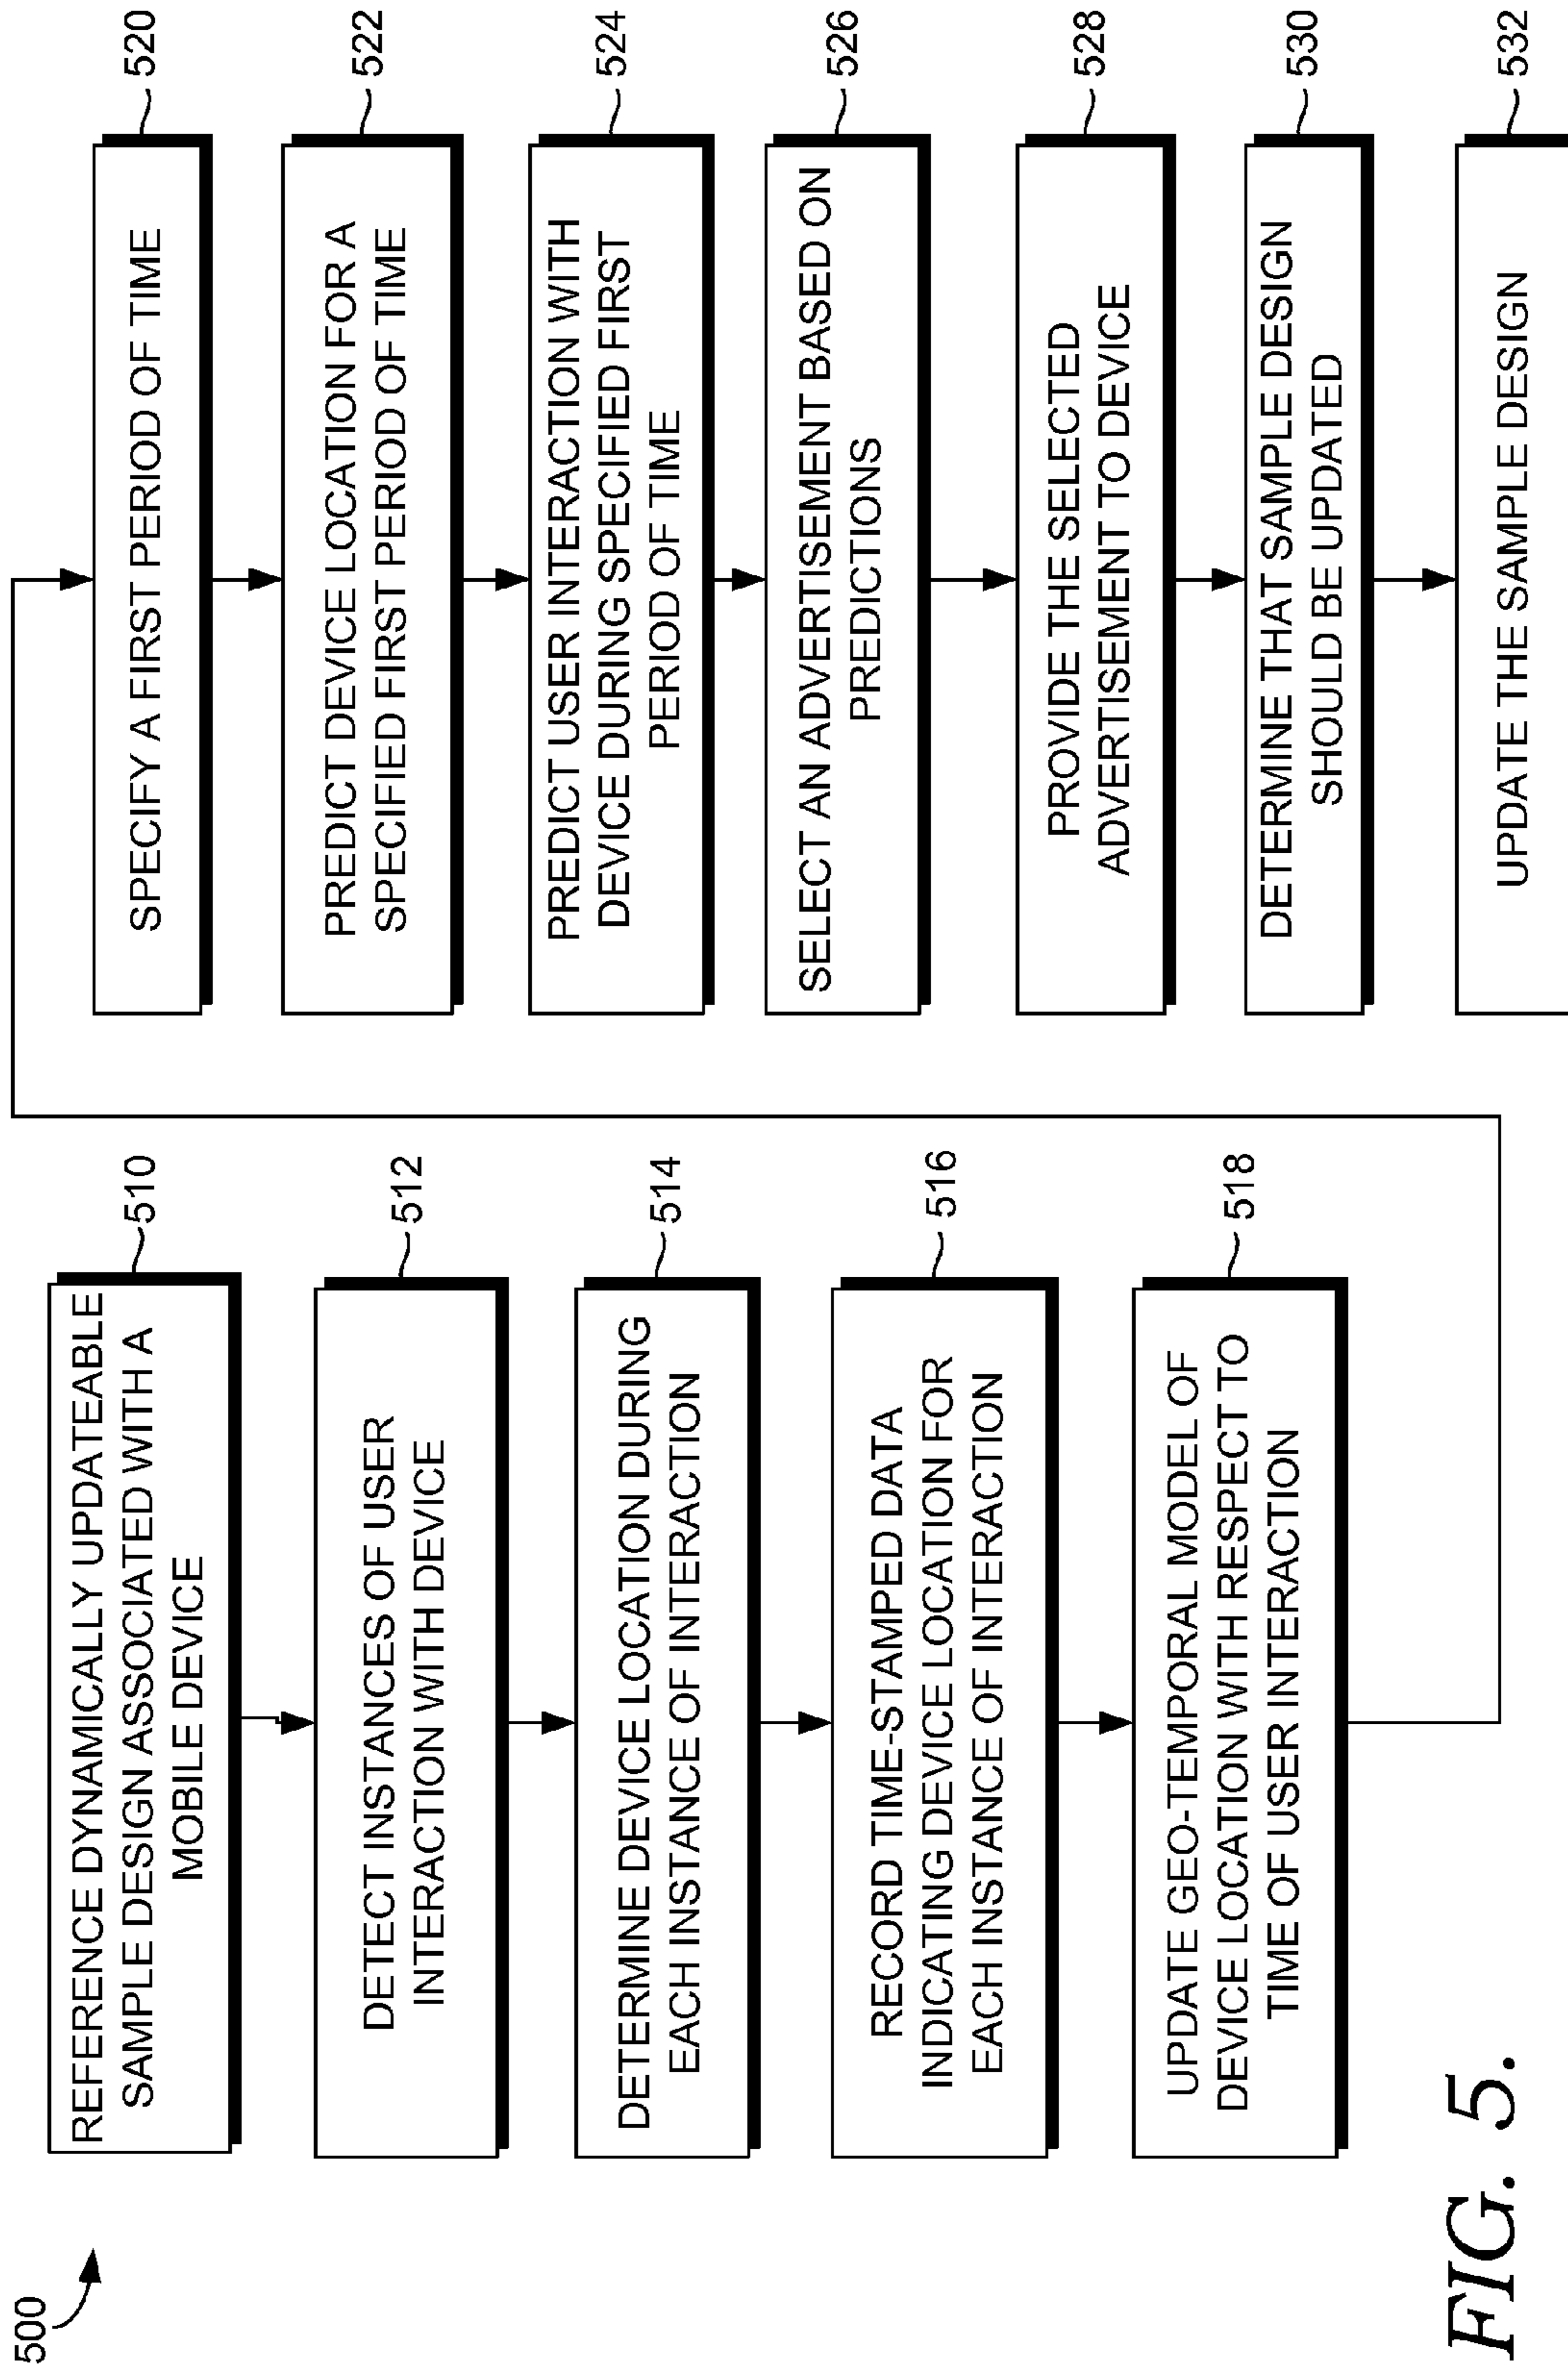 500
REFERENCE DYNAMICALLY UPDATEABLE
SAMPLE DESIGN ASSOCIATED WITH A
MOBILE DEVICE
510
DETECT INSTANCES OF USER
INTERACTION WITH DEVICE
512
DETERMINE DEVICE LOCATION DURING
EACH INSTANCE OF INTERACTION
514
RECORD TIME-STAMPED DATA
INDICATING DEVICE LOCATION FOR
EACH INSTANCE OF INTERACTION
516
UPDATE GEO-TEMPORAL MODEL OF
DEVICE LOCATION WITH RESPECT TO
TIME OF USER INTERACTION
518
SPECIFY A FIRST PERIOD OF TIME
520
PREDICT DEVICE LOCATION FOR A
SPECIFIED FIRST PERIOD OF TIME
522
PREDICT USER INTERACTION WITH
DEVICE DURING SPECIFIED FIRST
PERIOD OF TIME
524
SELECT AN ADVERTISEMENT BASED ON
PREDICTIONS
526
PROVIDE THE SELECTED
ADVERTISEMENT TO DEVICE
528
DETERMINE THAT SAMPLE DESIGN
SHOULD BE UPDATED
530
UPDATE THE SAMPLE DESIGN
532
FIG. 5.